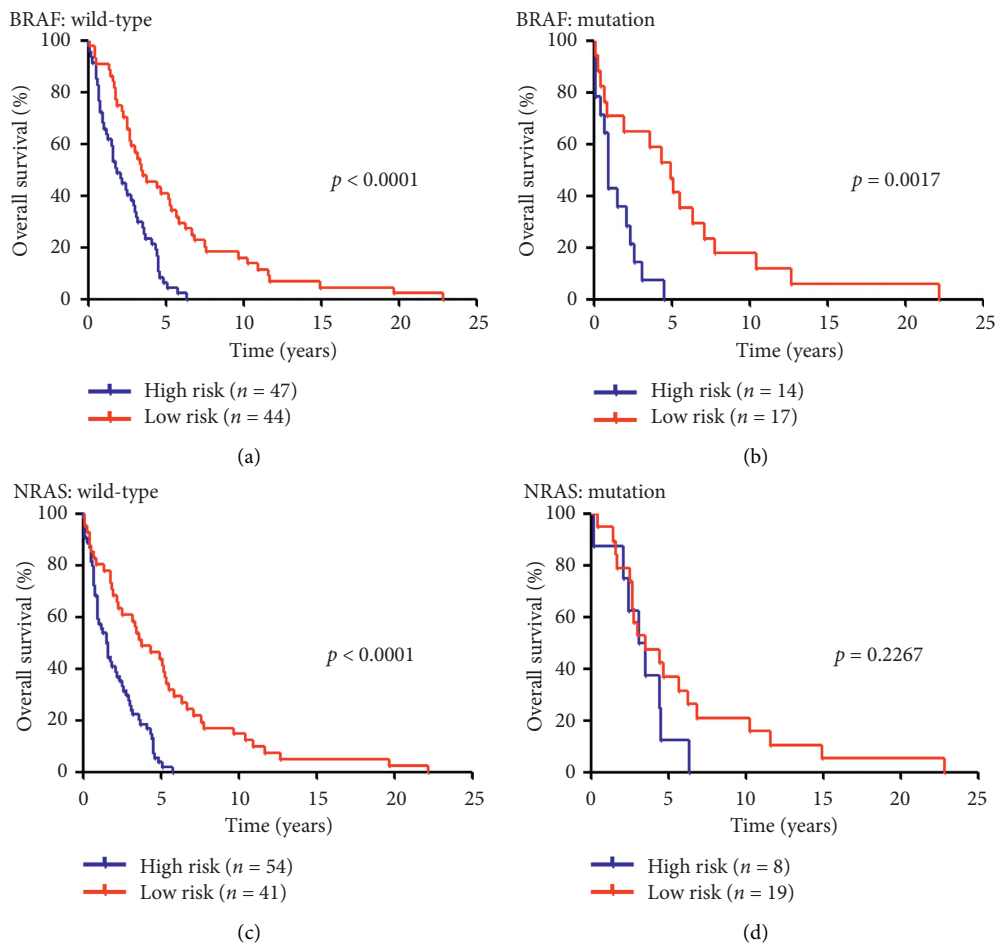 BRAF: wild-type
100
80
60
40
20
0
Overall survival (%)
p < 0.0001
0 5 10 15 20 25
Time (years)
High risk (n = 47)
Low risk (n = 44)
(a)
BRAF: mutation
100
80
60
40
20
0
Overall survival (%)
p = 0.0017
0 5 10 15 20 25
Time (years)
High risk (n = 14)
Low risk (n = 17)
(b)
NRAS: wild-type
100
80
60
40
20
0
Overall survival (%)
p < 0.0001
0 5 10 15 20 25
Time (years)
High risk (n = 54)
Low risk (n = 41)
(c)
NRAS: mutation
100
80
60
40
20
0
Overall survival (%)
p = 0.2267
0 5 10 15 20 25
Time (years)
High risk (n = 8)
Low risk (n = 19)
(d)